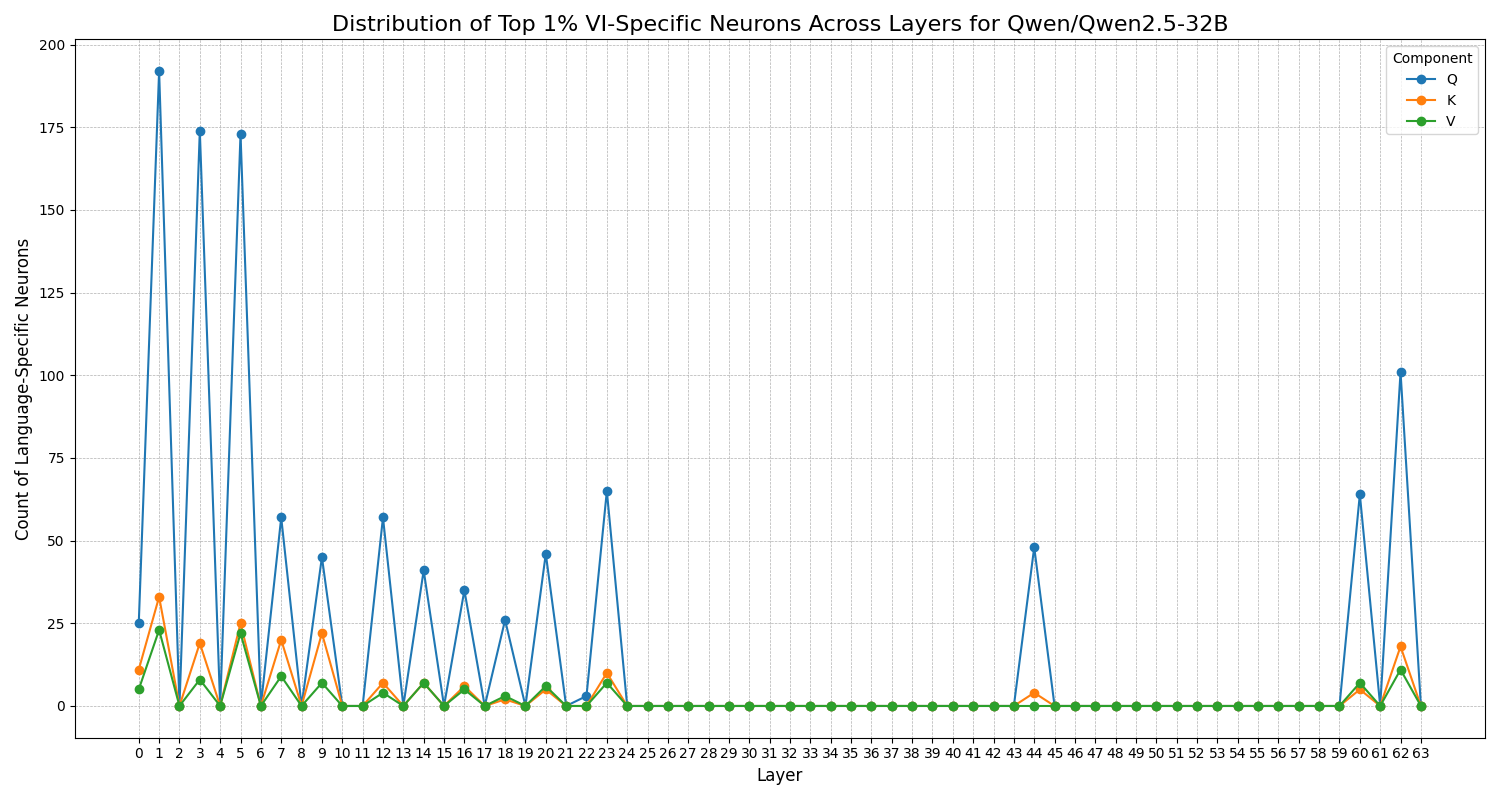 Distribution of Top 1% VI-Specific Neurons Across Layers for Qwen/Qwen2.5-32B
Component
Q
K
V
Count of Language-Specific Neurons
200
175
150
125
100
75
50
25
0
0 1 2 3 4 5 6 7 8 9 10 11 12 13 14 15 16 17 18 19 20 21 22 23 24 25 26 27 28 29 30 31 32 33 34 35 36 37 38 39 40 41 42 43 44 45 46 47 48 49 50 51 52 53 54 55 56 57 58 59 60 61 62 63
Layer